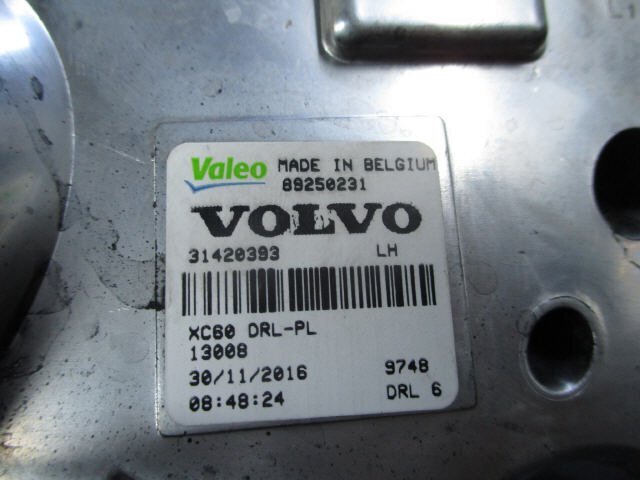 Valeo MADE IN BELGIUM
89250231
VOLVO
31420393 LH
XC60 DRL-PL
13008
30/11/2016 9748
08:48:24 DRL 6